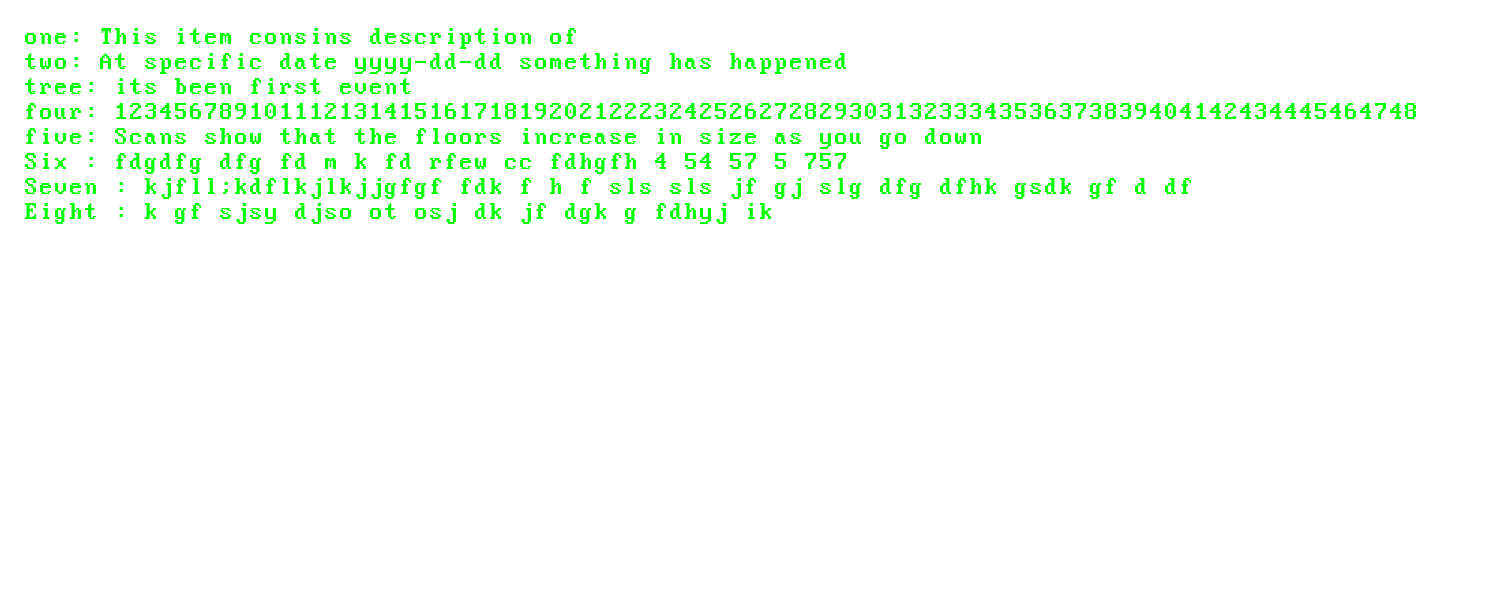 one: This item consins description of
two: At specific date yyyy-dd-dd something has happened
tree: its been first event
four: 123456789101112131415161718192021222324252627282930313233343536373839404142434445464748
five: Scans show that the floors increase in size as you go down
Six : fdgdfg dfg fd m k fd rfew cc fdhgfh 4 54 57 5 757
Seven : kjfll;kdflkjlkjjgfgf fdk f h f sls sls jf gj slg dfg dfhk gsdk gf d df
Eight : k gf sjsy djso ot osj dk jf dgk g fdhyj ik